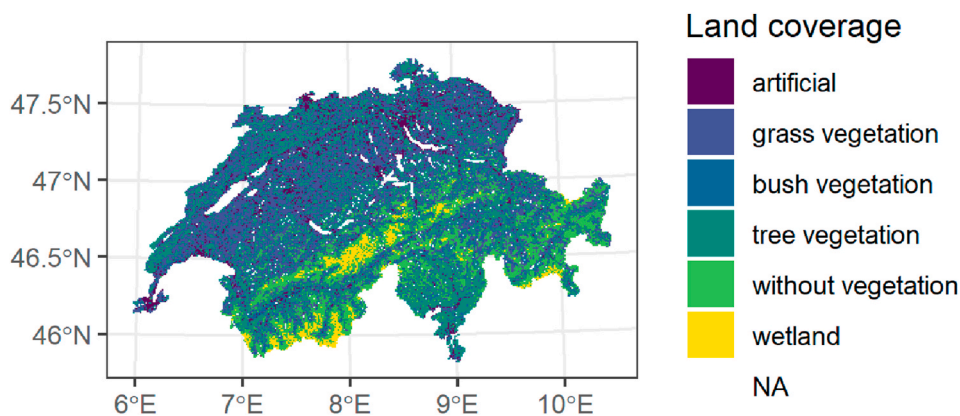 Land coverage
artificial
grass vegetation
bush vegetation
tree vegetation
without vegetation
wetland
NA
47.5°N
47°N
46.5°N
46°N
6°E 7°E 8°E 9°E 10°E